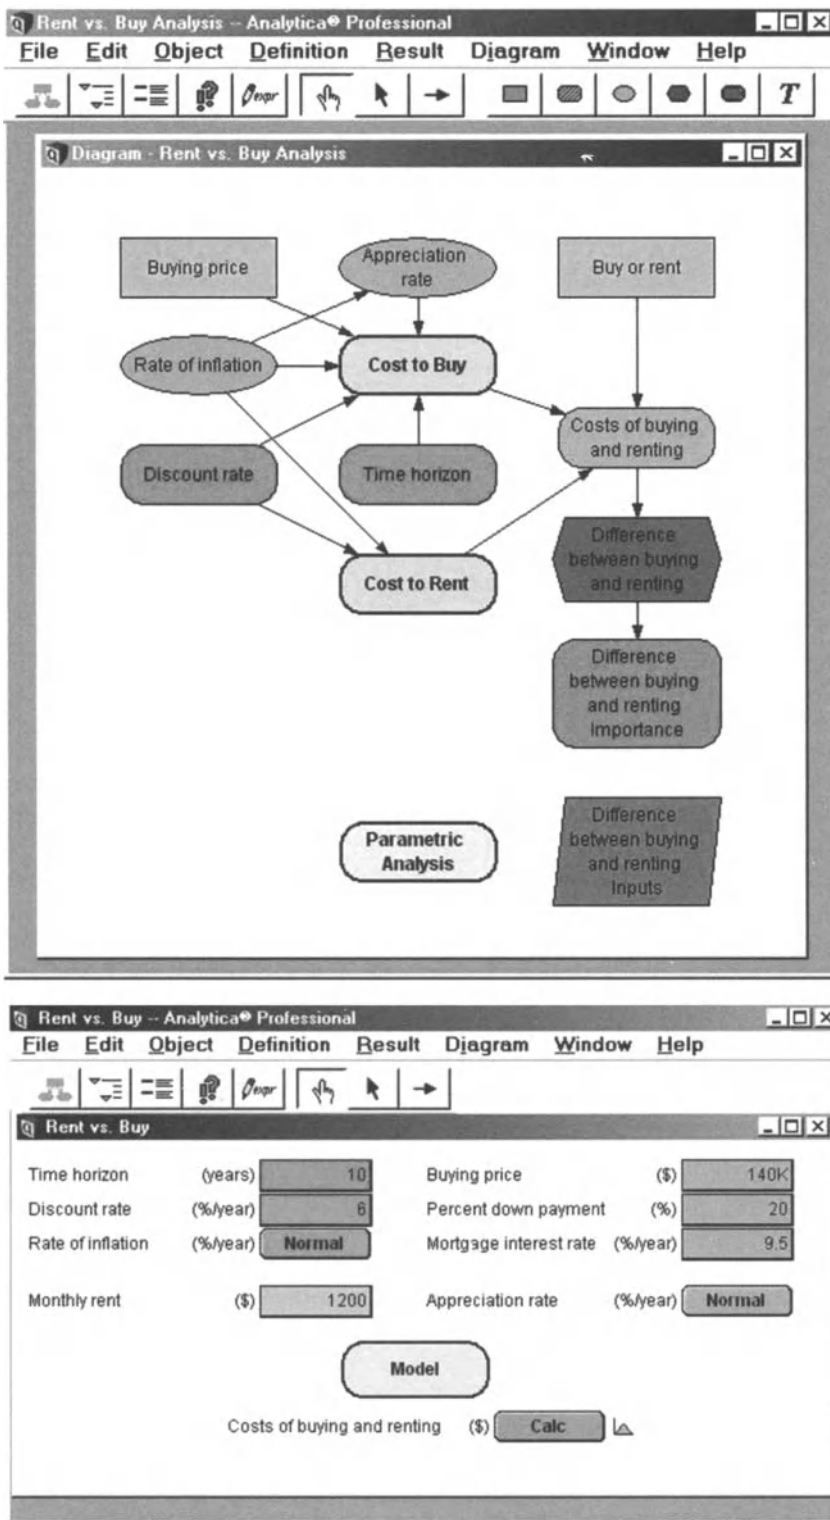 Rent vs. Buy Analysis -- Analytica® Professional
File Edit Object Definition Result Diagram Window Help
expr T
Diagram - Rent vs. Buy Analysis
Buying price
Appreciation
rate
Buy or rent
Rate of inflation
Cost to Buy
Costs of buying
and renting
Discount rate
Time horizon
Difference
between buying
and renting
Cost to Rent
Difference
between buying
and renting
Importance
Parametric
Analysis
Difference
between buying
and renting
Inputs
Rent vs. Buy -- Analytica® Professional
File Edit Object Definition Result Diagram Window Help
expr
Rent vs. Buy
Time horizon (years) 10 Buying price ($) 140K
Discount rate (%/year) 6 Percent down payment (%) 20
Rate of inflation (%/year) Normal Mortgage interest rate (%/year) 9.5
Monthly rent ($) 1200 Appreciation rate (%/year) Normal
Model
Costs of buying and renting ($) Calc